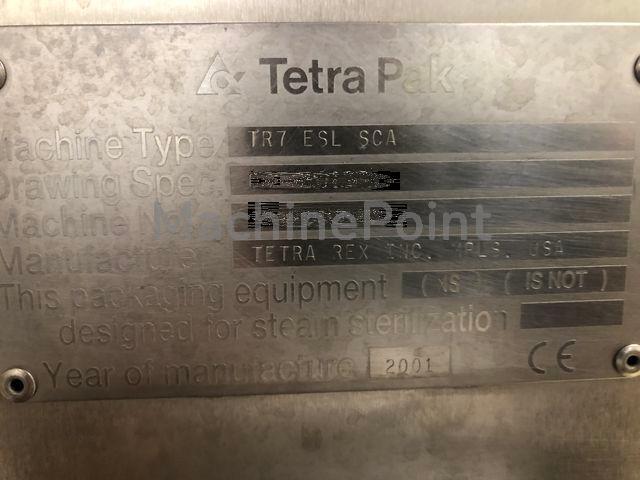 Tetra Pak
Machine Type TR7 ESL SCA
Drawing Spec.
Machine
MachinePoint
Manufacturer TETRA REX INC. MPLS. USA
This packaging equipment ( IS ) ( IS NOT )
designed for steam sterilization
Year of manufacture 2001 CE